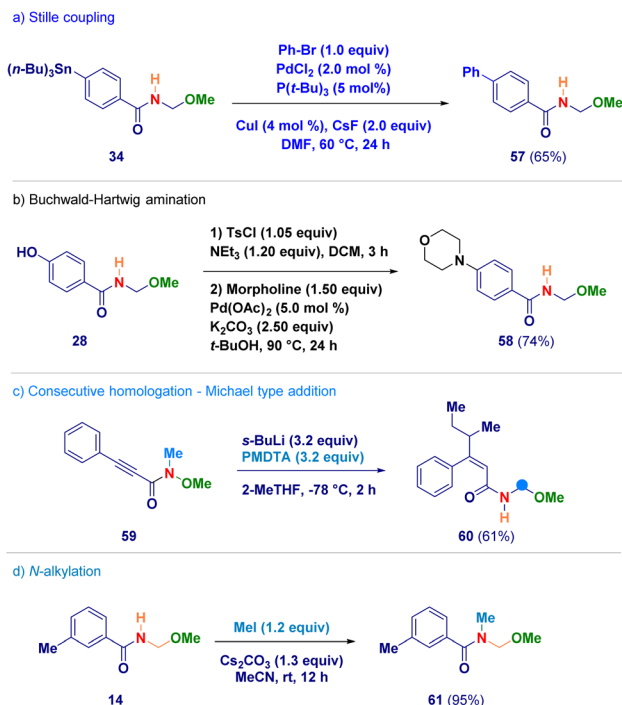 a) Stille coupling
(n-Bu)₃Sn
H
N
OMe
O
34
Ph-Br (1.0 equiv)
PdCl₂ (2.0 mol %)
P(t-Bu)₃ (5 mol%)
CuI (4 mol %), CsF (2.0 equiv)
DMF, 60 °C, 24 h
Ph
H
N
OMe
O
57 (65%)
b) Buchwald-Hartwig amination
HO
H
N
OMe
O
28
1) TsCl (1.05 equiv)
NEt₃ (1.20 equiv), DCM, 3 h
2) Morpholine (1.50 equiv)
Pd(OAc)₂ (5.0 mol %)
K₂CO₃ (2.50 equiv)
t-BuOH, 90 °C, 24 h
O
N
H
N
OMe
O
58 (74%)
c) Consecutive homologation - Michael type addition
Me
N
OMe
O
59
s-BuLi (3.2 equiv)
PMDTA (3.2 equiv)
2-MeTHF, -78 °C, 2 h
Me
Me
O
N
OMe
H
60 (61%)
d) N-alkylation
H
N
OMe
Me
O
14
MeI (1.2 equiv)
Cs₂CO₃ (1.3 equiv)
MeCN, rt, 12 h
Me
N
OMe
Me
O
61 (95%)